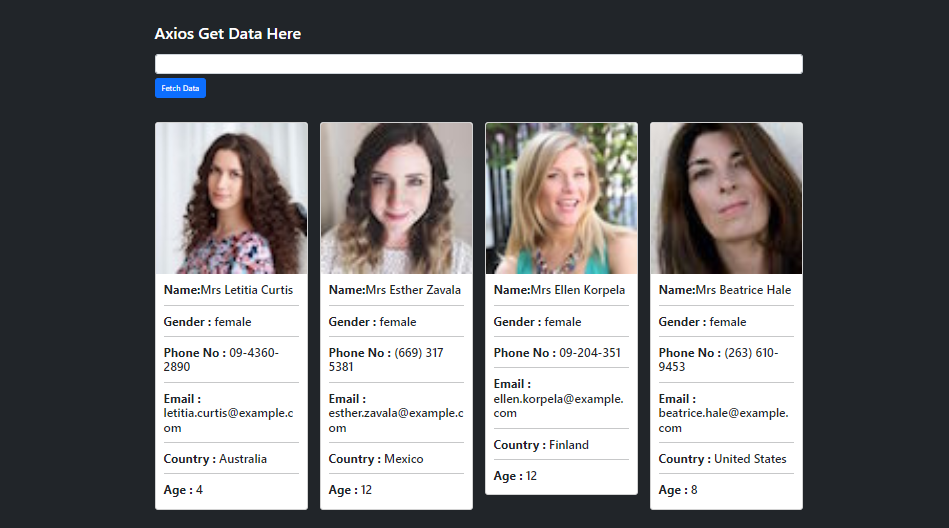 Axios Get Data Here
Fetch Data
Name:Mrs Letitia Curtis
Gender : female
Phone No : 09-4360-
2890
Email :
letitia.curtis@example.c
om
Country : Australia
Age : 4
Name:Mrs Esther Zavala
Gender : female
Phone No : (669) 317
5381
Email :
esther.zavala@example.c
om
Country : Mexico
Age : 12
Name:Mrs Ellen Korpela
Gender : female
Phone No : 09-204-351
Email :
ellen.korpela@example.
com
Country : Finland
Age : 12
Name:Mrs Beatrice Hale
Gender : female
Phone No : (263) 610-
9453
Email :
beatrice.hale@example.
com
Country : United States
Age : 8